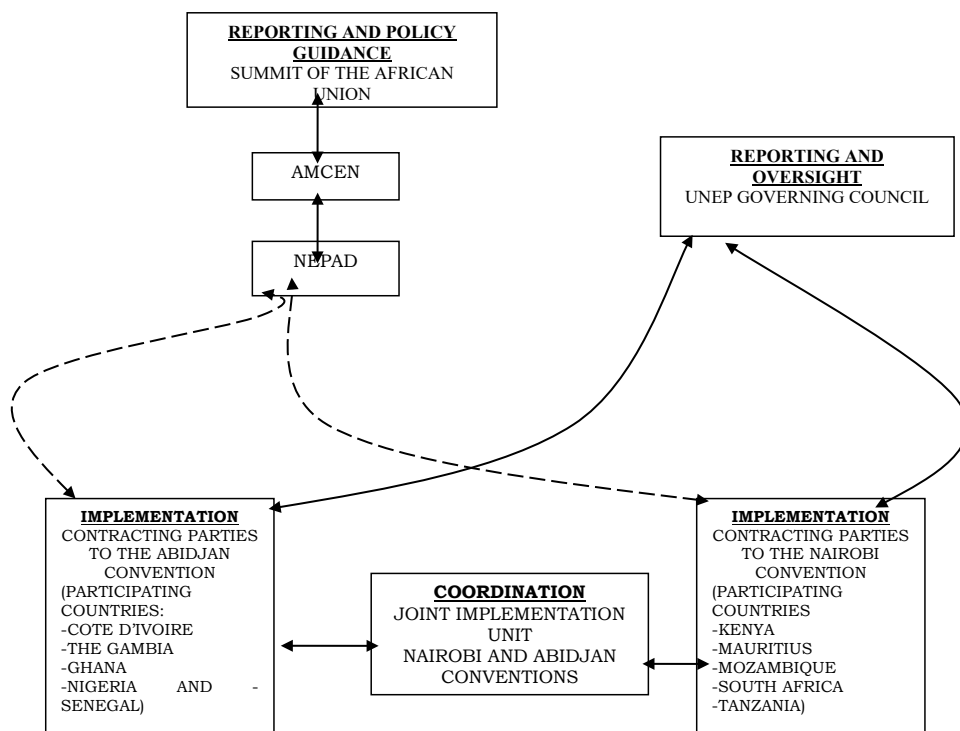 REPORTING AND POLICY
GUIDANCE
SUMMIT OF THE AFRICAN
UNION
AMCEN
NEPAD
REPORTING AND
OVERSIGHT
UNEP GOVERNING COUNCIL
IMPLEMENTATION
CONTRACTING PARTIES
TO THE ABIDJAN
CONVENTION
(PARTICIPATING
COUNTRIES:
-COTE D'IVOIRE
-THE GAMBIA
-GHANA
-NIGERIA AND -
SENEGAL)
COORDINATION
JOINT IMPLEMENTATION
UNIT
NAIROBI AND ABIDJAN
CONVENTIONS
IMPLEMENTATION
CONTRACTING PARTIES
TO THE NAIROBI
CONVENTION
(PARTICIPATING
COUNTRIES
-KENYA
-MAURITIUS
-MOZAMBIQUE
-SOUTH AFRICA
-TANZANIA)